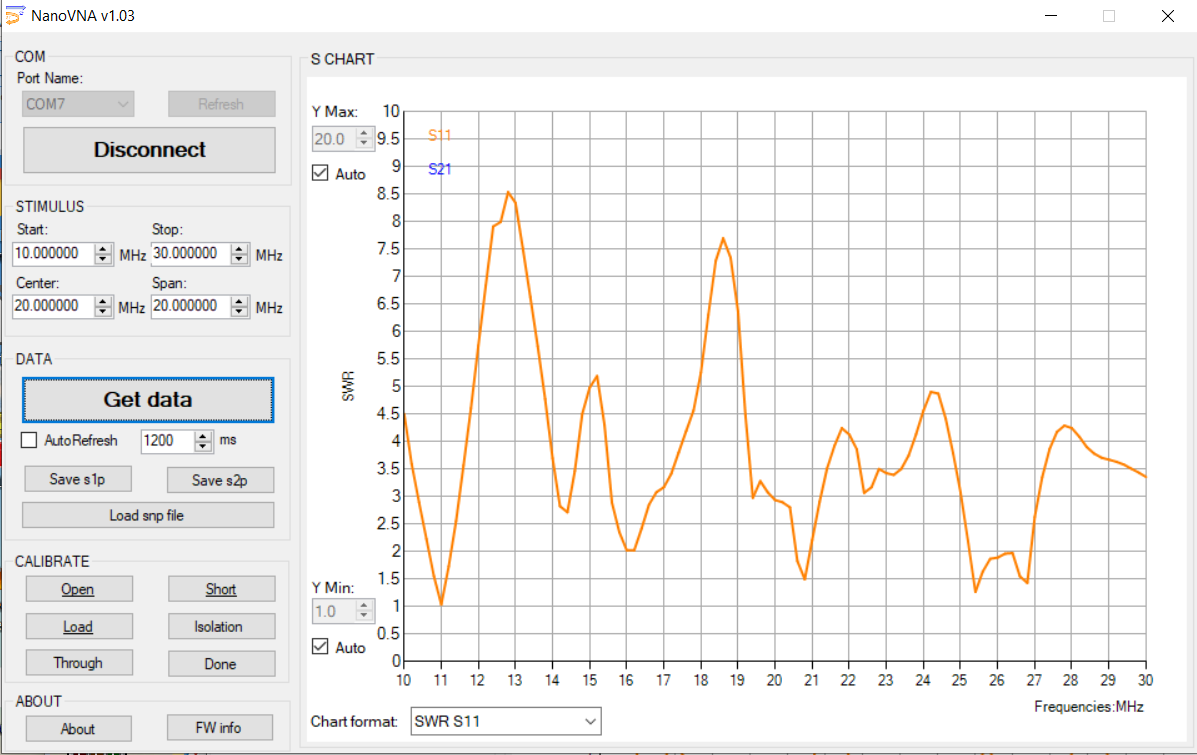 NanoVNA v1.03
COM
Port Name:
COM7
Refresh
Disconnect
STIMULUS
Start:
Stop:
10.000000
MHz
30.000000
MHz
Center:
Span:
20.000000
MHz
20.000000
MHz
DATA
Get data
AutoRefresh
1200
ms
Save s1p
Save s2p
Load snp file
CALIBRATE
Open
Short
Load
Isolation
Through
Done
ABOUT
About
FW info
S CHART
Y Max:
20.0
Auto
Y Min:
1.0
Auto
SWR
10
9.5
9
8.5
8
7.5
7
6.5
6
5.5
5
4.5
4
3.5
3
2.5
2
1.5
1
0.5
0
S11
S21
10 11 12 13 14 15 16 17 18 19 20 21 22 23 24 25 26 27 28 29 30
Frequencies:MHz
Chart format:
SWR S11